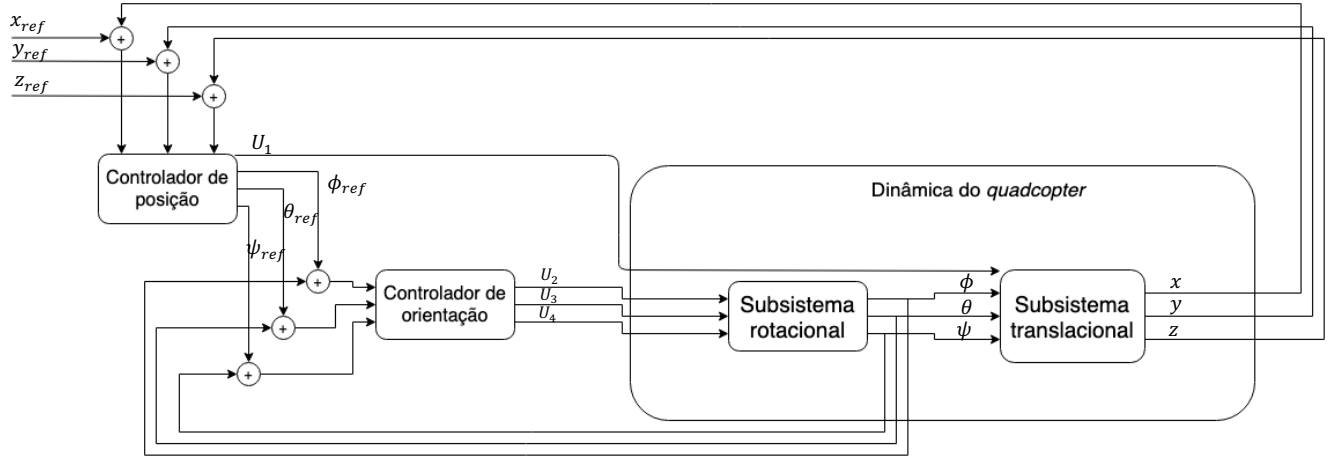 x_ref
y_ref
z_ref
+
+
+
U_1
Controlador de
posição
ϕ_ref
θ_ref
ψ_ref
Dinâmica do quadcopter
+
+
+
Controlador de
orientação
U_2
U_3
U_4
Subsistema
rotacional
ϕ
θ
ψ
Subsistema
translacional
x
y
z